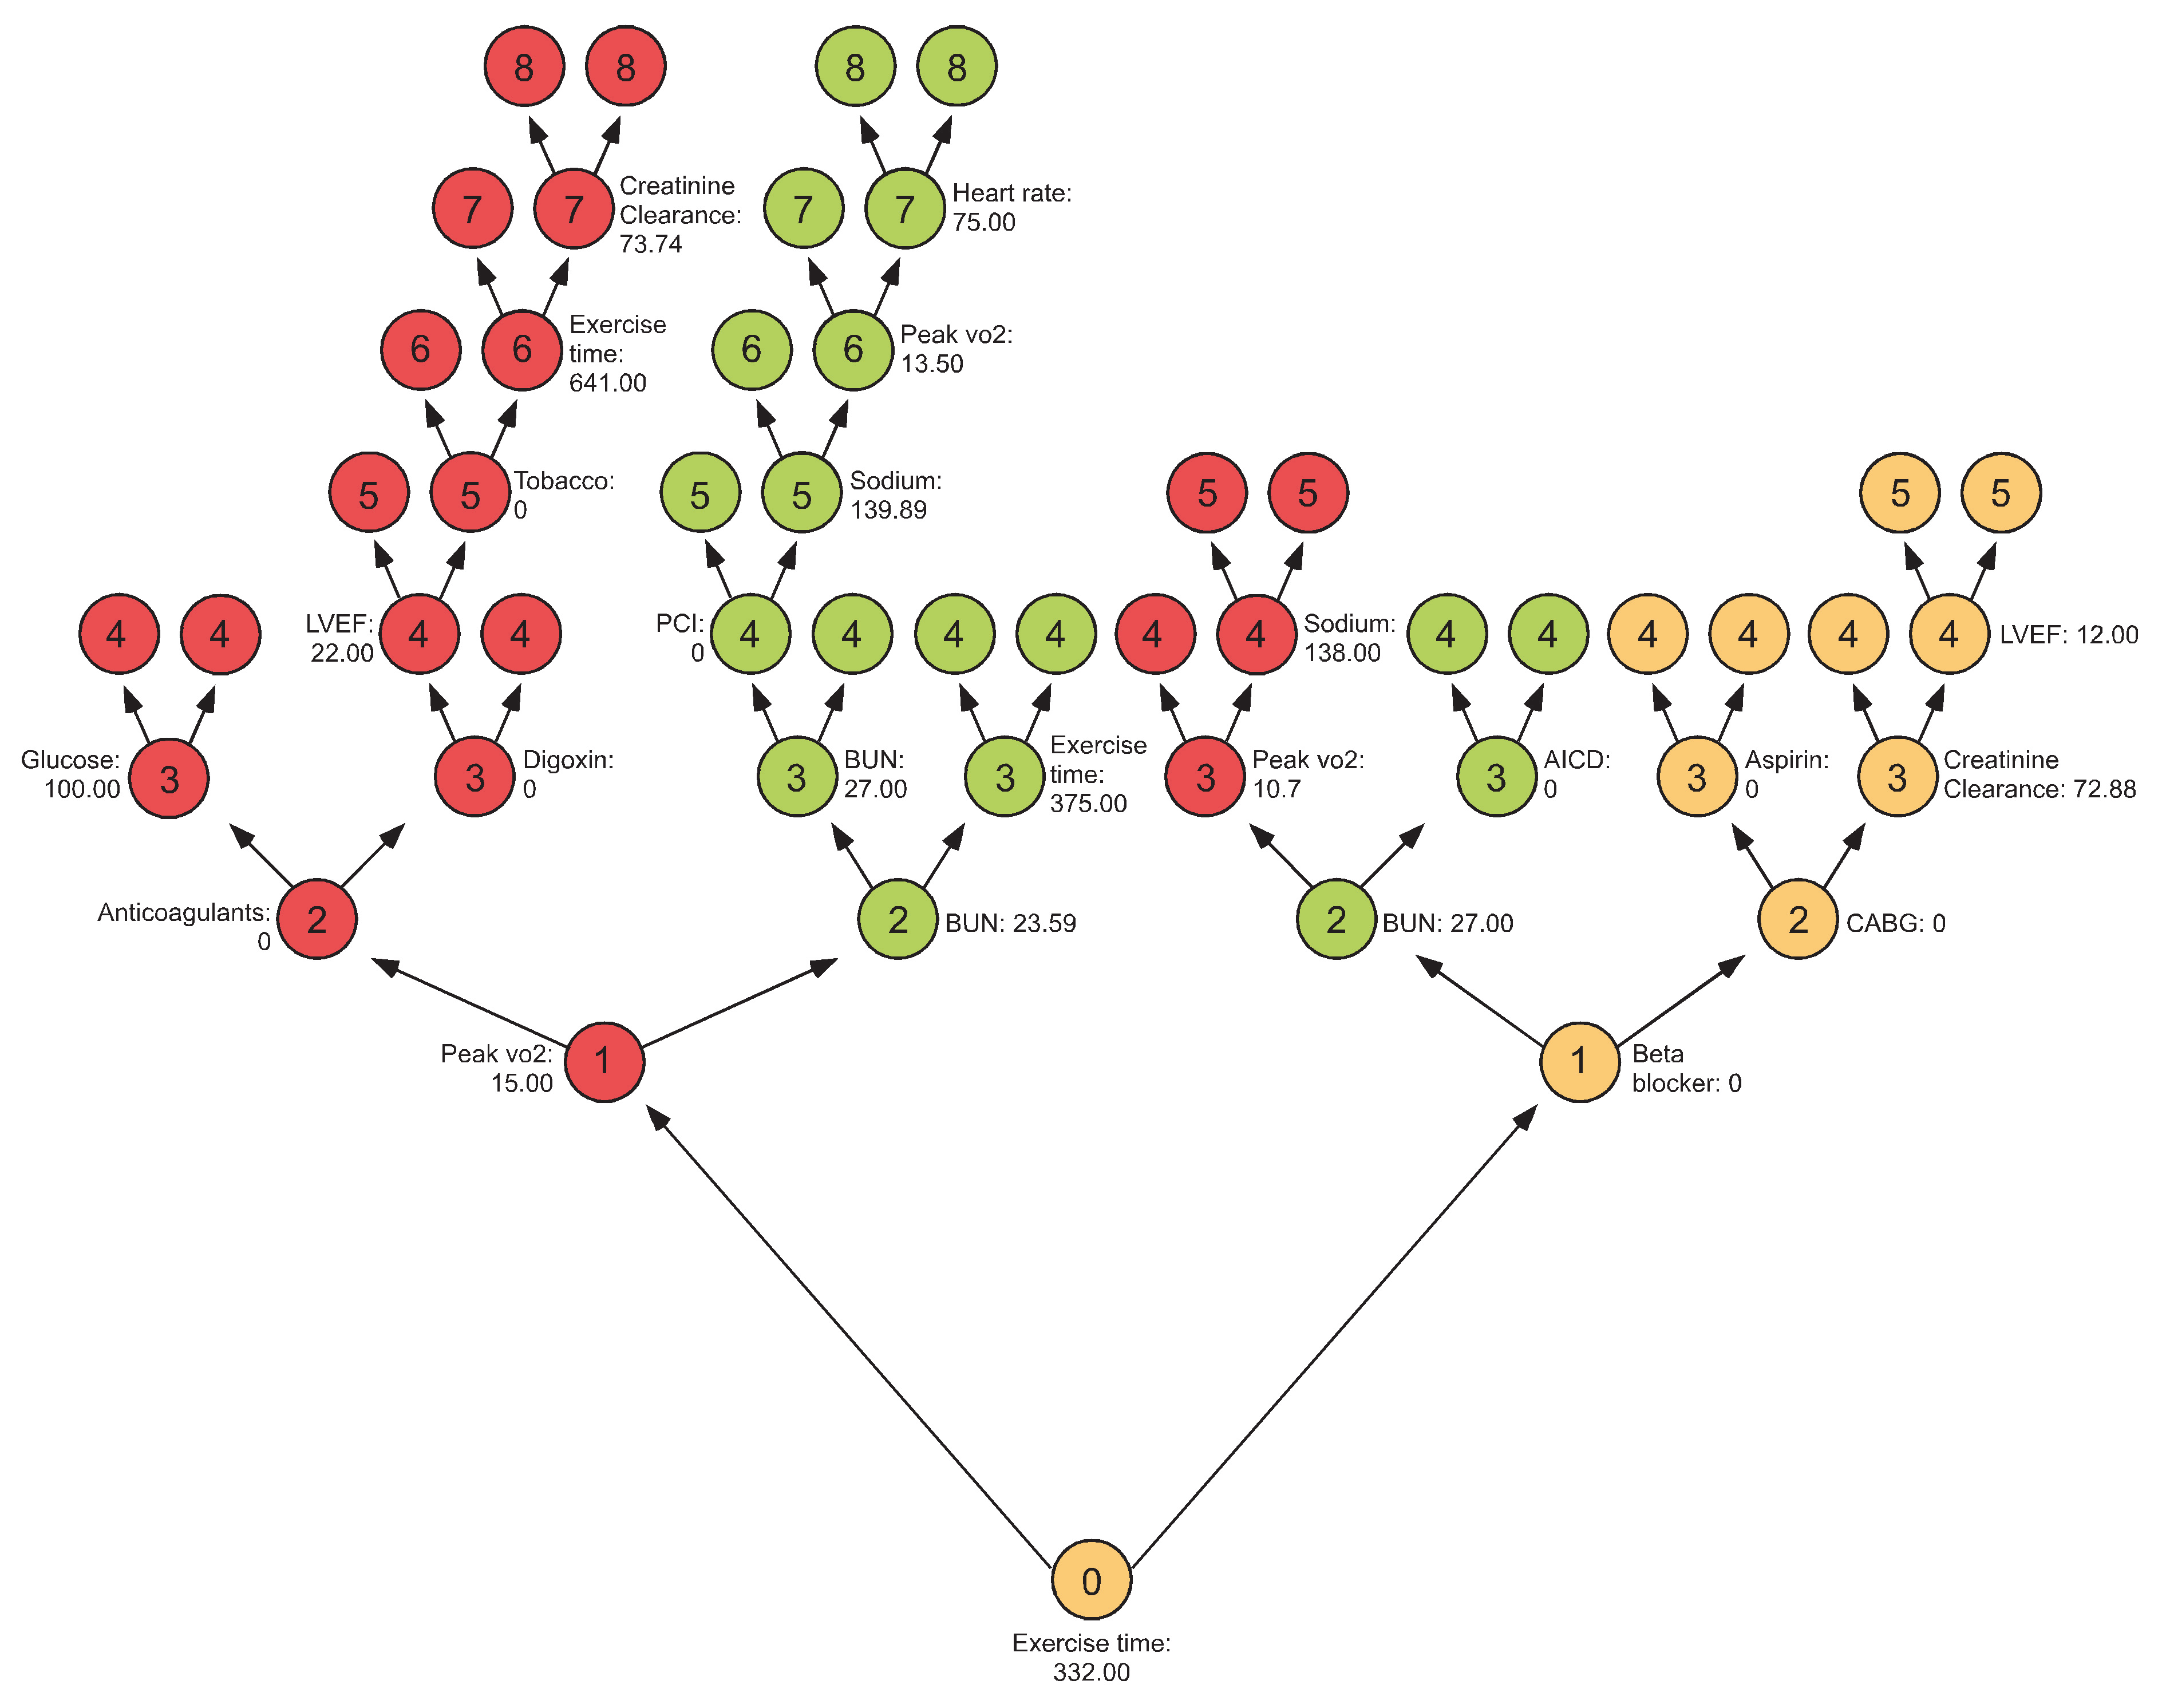 8 8 8 8
7 7 Creatinine
Clearance:
73.74
7 7 Heart rate:
75.00
6 6 Exercise
time:
641.00
6 6 Peak vo2:
13.50
5 5 Tobacco:
0
5 5 Sodium:
139.89
5 5 5 5
4 4
LVEF:
22.00
4 4
PCI:
0
4 4 4 4
4 4 Sodium:
138.00
4 4 4 4 4 4 LVEF: 12.00
Glucose:
100.00
3
3 Digoxin:
0
3 BUN:
27.00
3 Exercise
time:
375.00
3 Peak vo2:
10.7
3 AICD:
0
3 Aspirin:
0
3 Creatinine
Clearance: 72.88
Anticoagulants:
0
2
2 BUN: 23.59
2 BUN: 27.00
2 CABG: 0
Peak vo2:
15.00
1
1 Beta
blocker: 0
0
Exercise time:
332.00